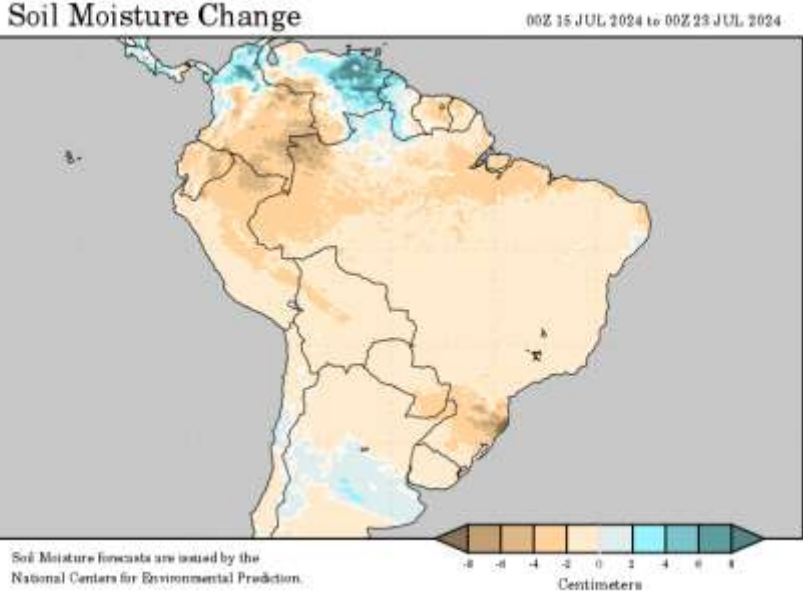 Soil Moisture Change
00Z 15 JUL 2024 to 00Z 23 JUL 2024
-8 -6 -4 -2 0 2 4 6 8
Soil Moisture forecasts are issued by the
National Centers for Environmental Prediction.
Centimeters